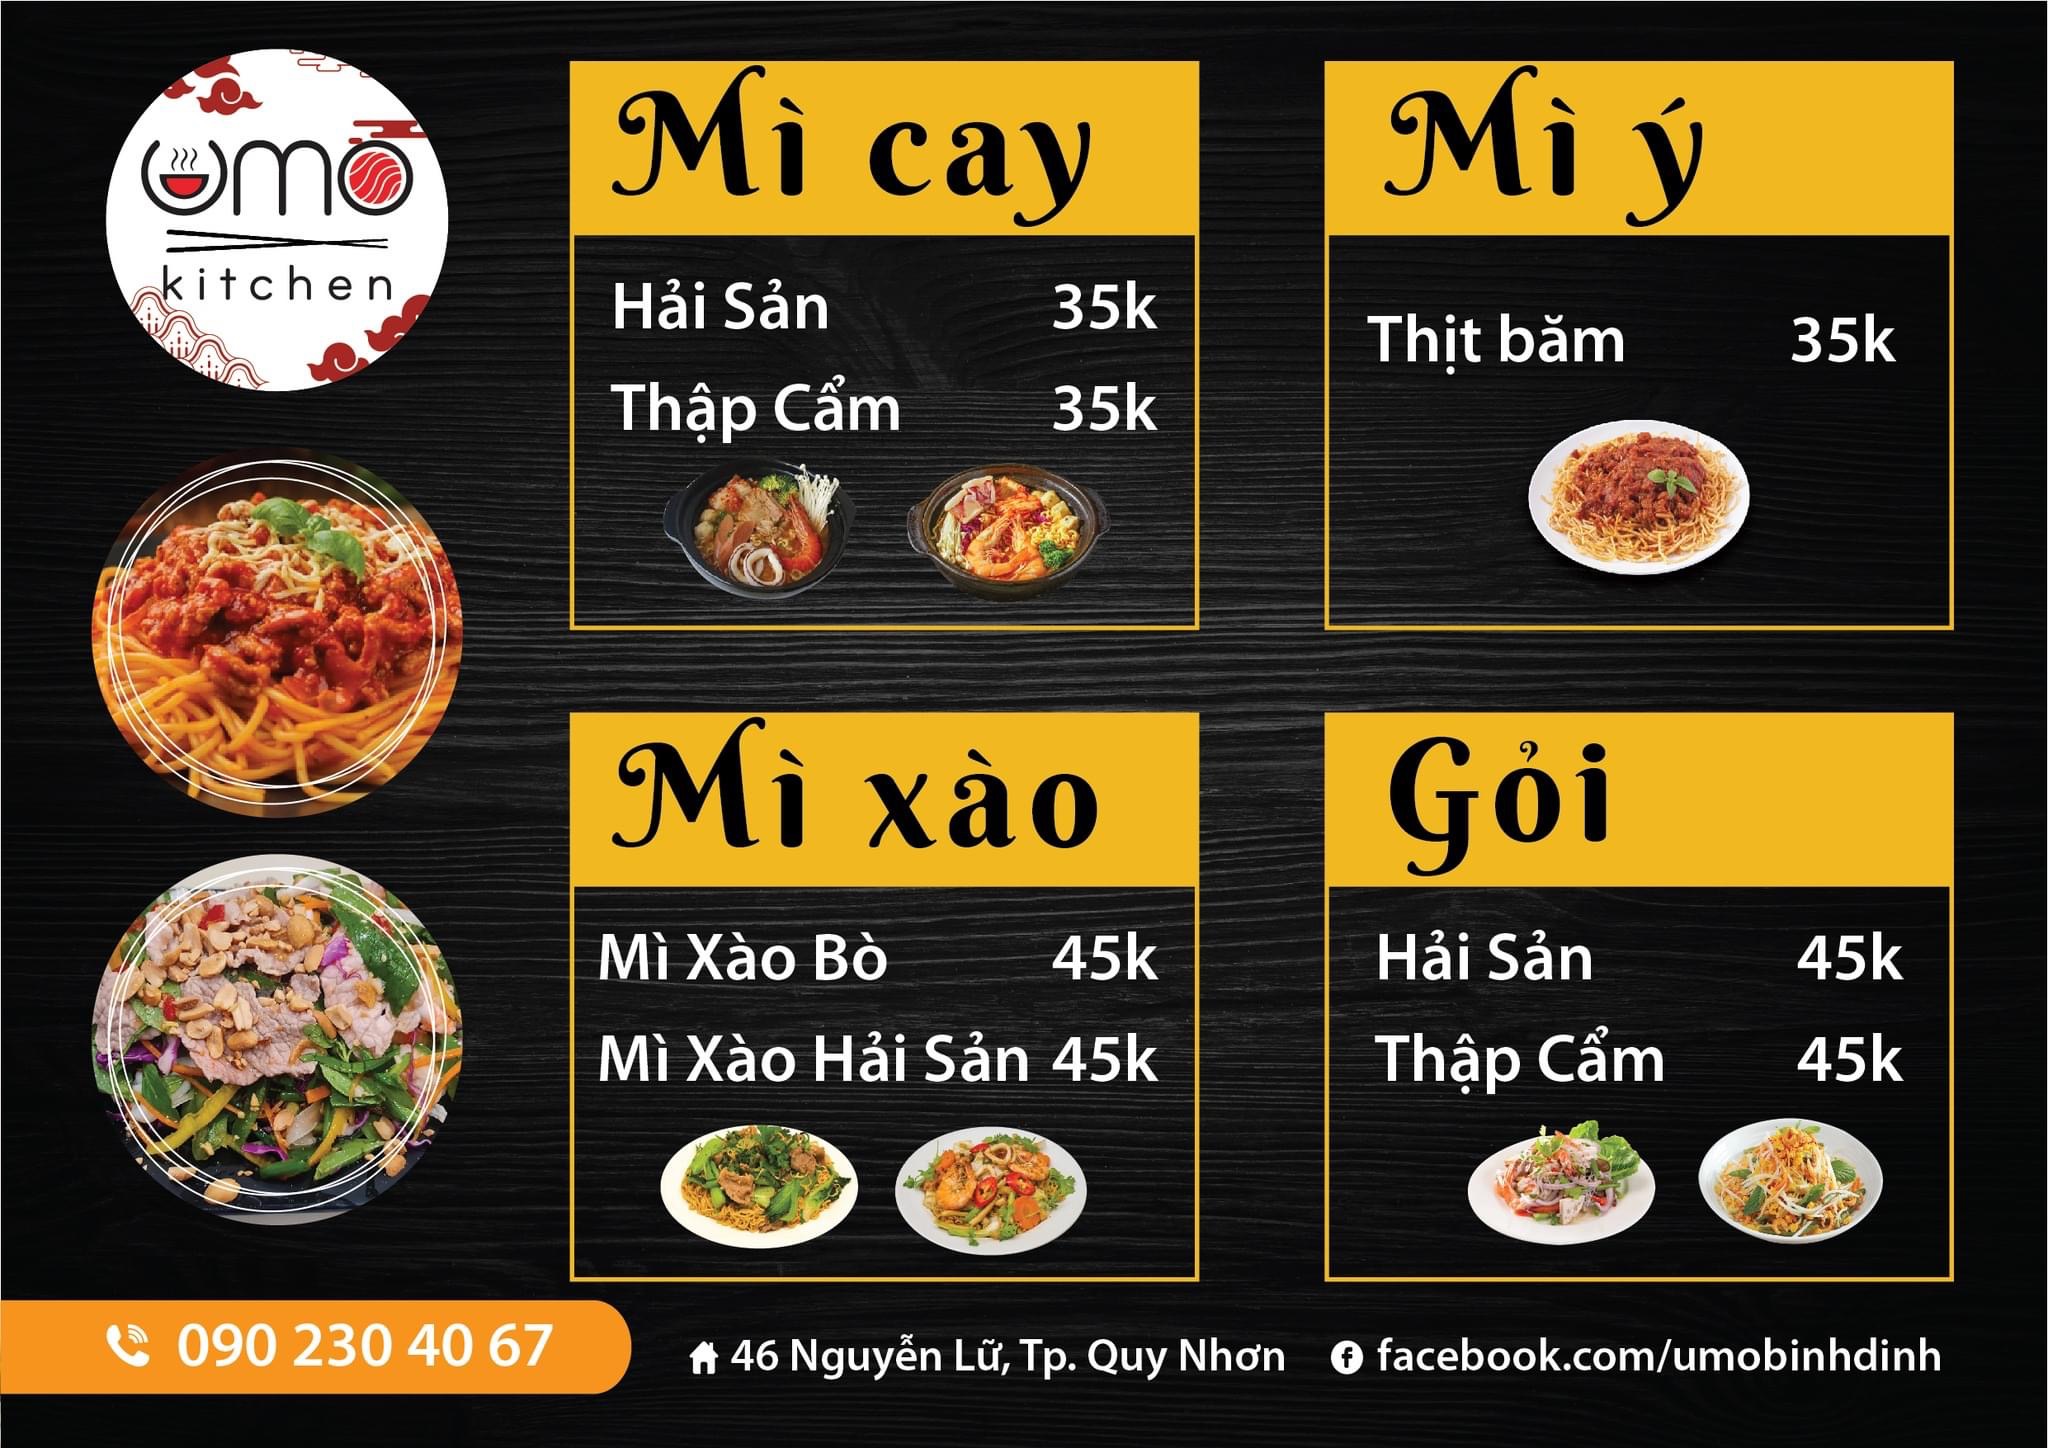 umo
kitchen
Mì cay
Hải Sản 35k
Thập Cẩm 35k
Mì ý
Thịt băm 35k
Mì xào
Mì Xào Bò 45k
Mì Xào Hải Sản 45k
Gỏi
Hải Sản 45k
Thập Cẩm 45k
090 230 40 67
46 Nguyễn Lữ, Tp. Quy Nhơn
facebook.com/umobinhdinh